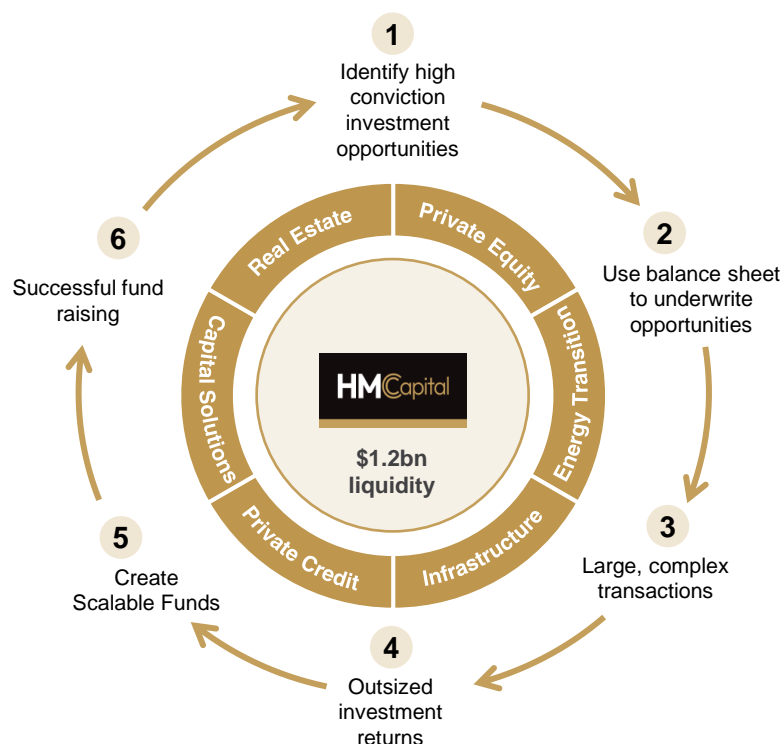 1
Identify high
conviction
investment
opportunities
2
Use balance sheet
to underwrite
opportunities
3
Large, complex
transactions
4
Outsized
investment
returns
5
Create
Scalable Funds
6
Successful fund
raising
Real Estate
Private Equity
Energy Transition
Infrastructure
Private Credit
Capital Solutions
HMCapital
$1.2bn
liquidity